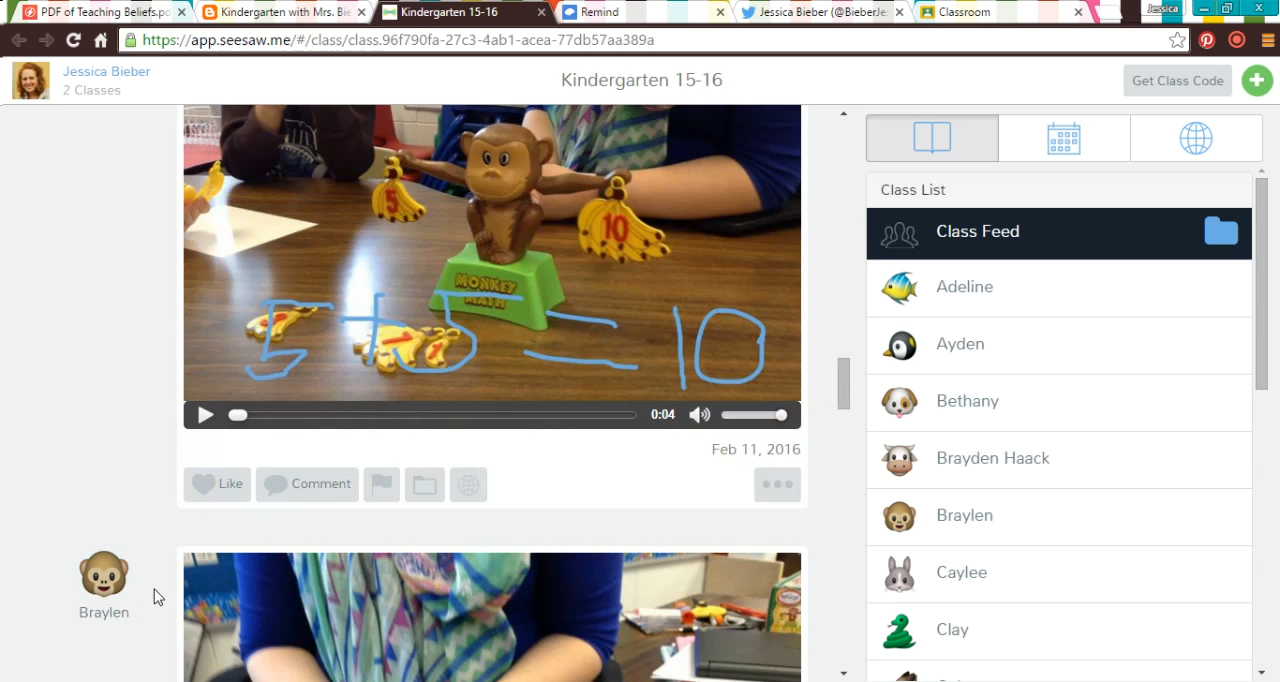 PDF of Teaching Beliefs.pd
Kindergarten with Mrs. Bie
Kindergarten 15-16
Remind
Jessica Bieber (@BieberJe
Classroom
Jessica
https://app.seesaw.me/#/class/class.96f790fa-27c3-4ab1-acea-77db57aa389a
Jessica Bieber
2 Classes
Kindergarten 15-16
Get Class Code
5
10
MONKEY
MATH
5 + 5 = 10
1
1
0:04
Feb 11, 2016
Like
Comment
Braylen
Class List
Class Feed
Adeline
Ayden
Bethany
Brayden Haack
Braylen
Caylee
Clay